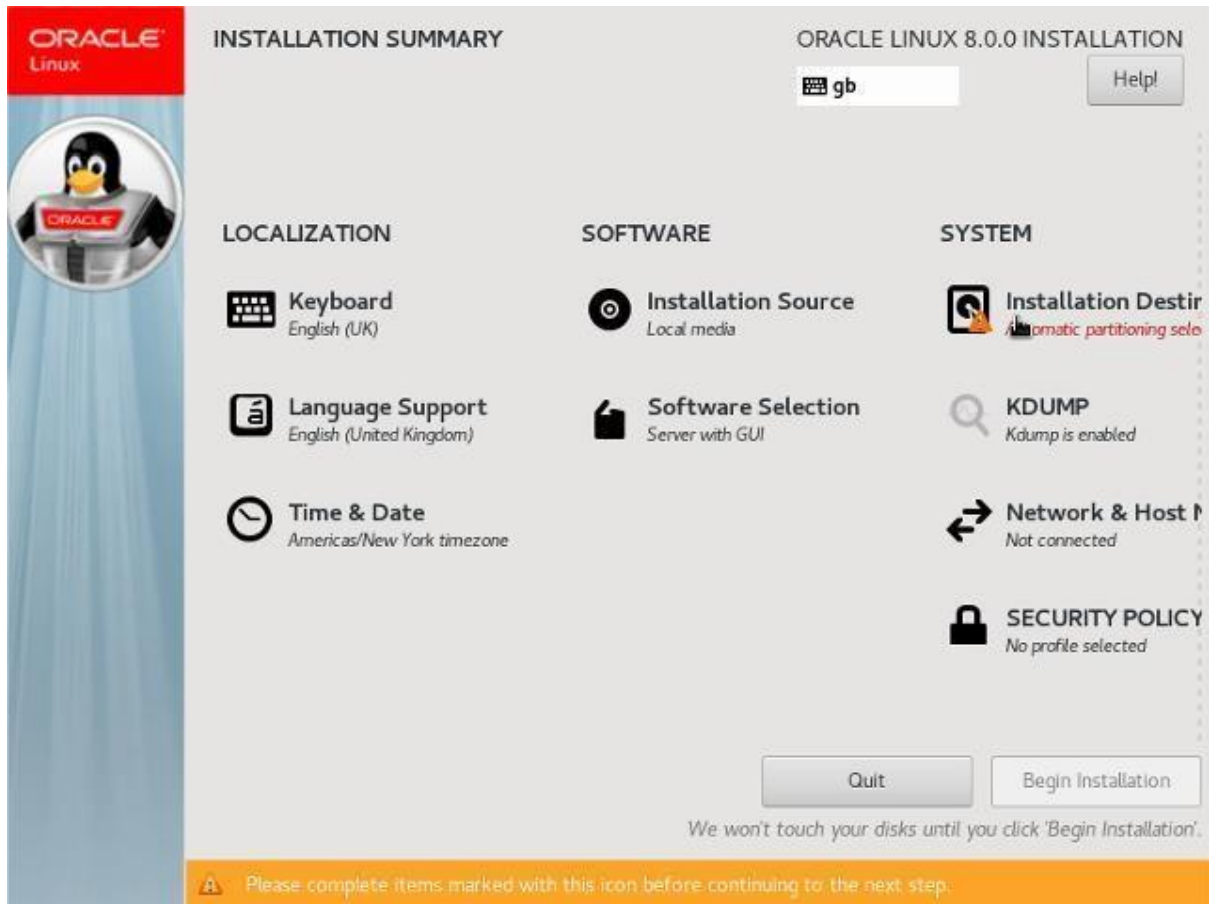 ORACLE
Linux
INSTALLATION SUMMARY
ORACLE LINUX 8.0.0 INSTALLATION
gb
Help!
ORACLE
LOCALIZATION
Keyboard
English (UK)
á
Language Support
English (United Kingdom)
Time & Date
Americas/New York timezone
SOFTWARE
Installation Source
Local media
Software Selection
Server with GUI
SYSTEM
Installation Destin
partitioning sele
KDUMP
Kdump is enabled
Network & Host N
Not connected
SECURITY POLICY
No profile selected
Quit
Begin Installation
We won't touch your disks until you click 'Begin Installation'.
Please complete items marked with this icon before continuing to the next step.